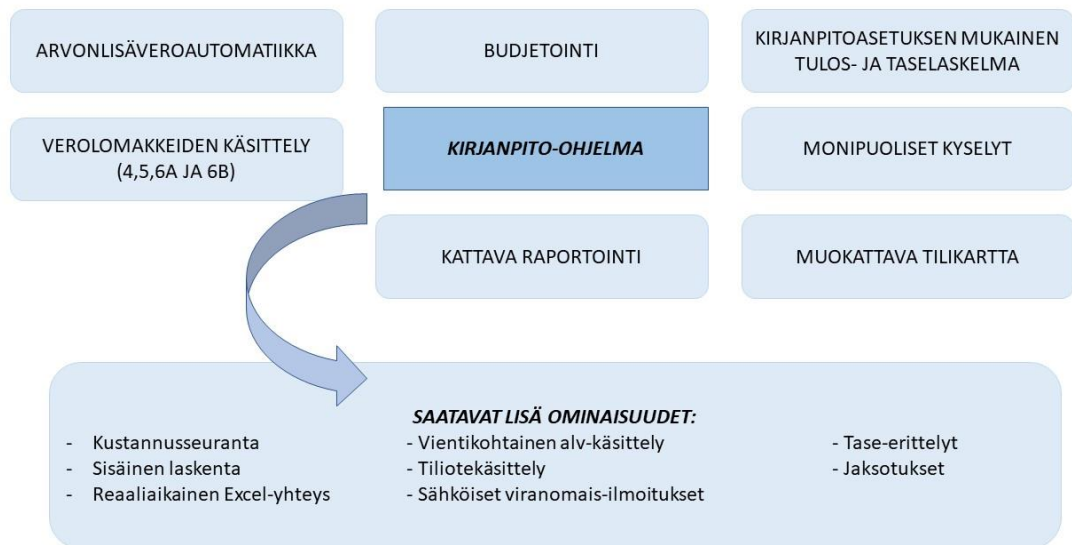 ARVONLISÄVEROAUTOMATIIKKA
BUDJETOINTI
KIRJANPITOASETUKSEN MUKAINEN
TULOS- JA TASELASKELMA
VEROLOMAKKEIDEN KÄSITTELY
(4,5,6A JA 6B)
KIRJANPITO-OHJELMA
MONIPUOLISET KYSELYT
KATTAVA RAPORTOINTI
MUOKATTAVA TILIKARTTA
SAATAVAT LISÄ OMINAISUUDET:
- Kustannusseuranta
- Sisäinen laskenta
- Reaaliaikainen Excel-yhteys
- Vientikohtainen alv-käsittely
- Tiliotekäsittely
- Sähköiset viranomais-ilmoitukset
- Tase-erittelyt
- Jaksotukset